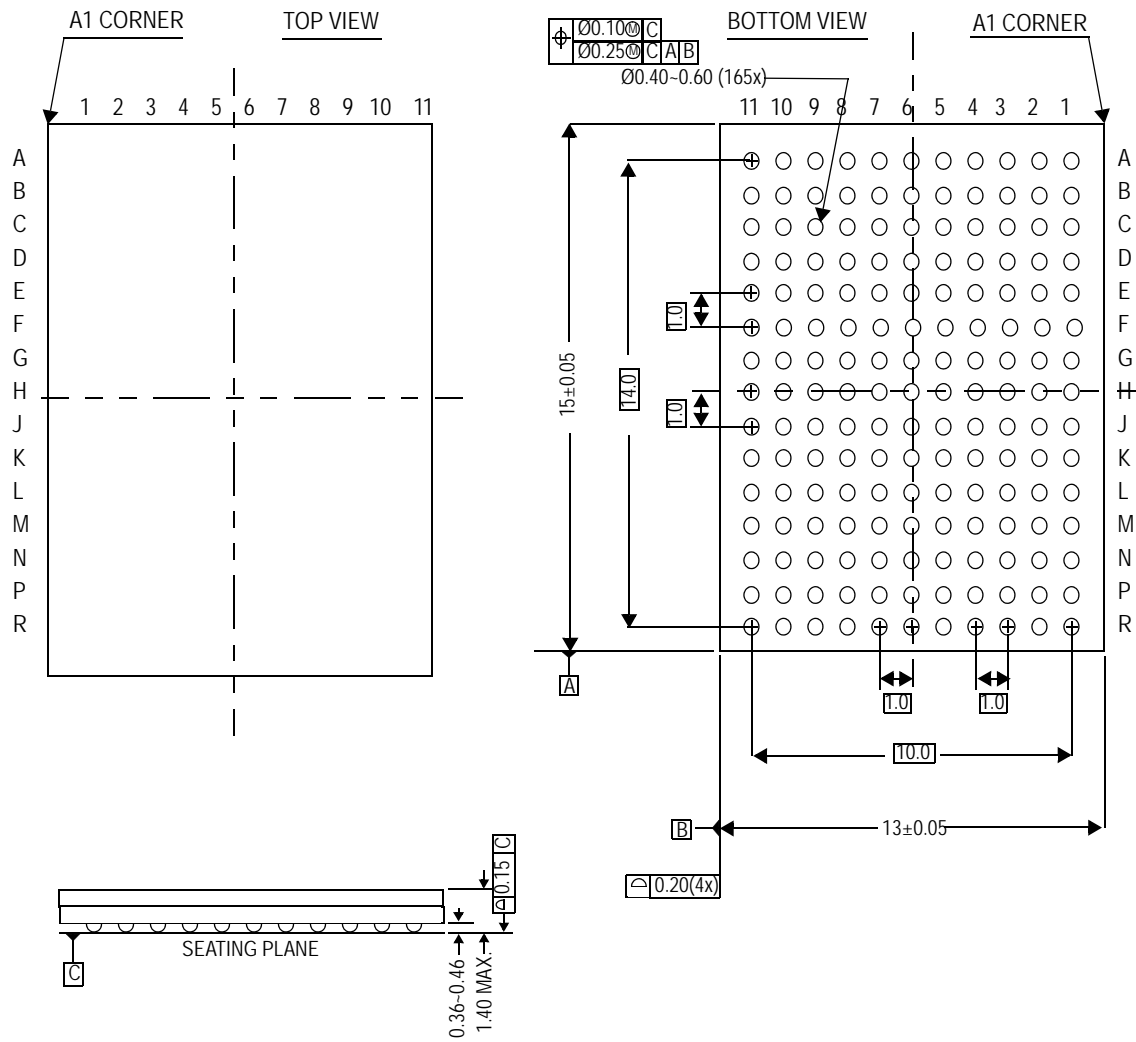 A1 CORNER
TOP VIEW
1 2 3 4 5 6 7 8 9 10 11
A
B
C
D
E
F
G
H
J
K
L
M
N
P
R
Ø0.10Ⓜ C
Ø0.25Ⓜ C A B
BOTTOM VIEW
A1 CORNER
Ø0.40~0.60 (165x)
11 10 9 8 7 6 5 4 3 2 1
A
B
C
D
E
F
G
H
J
K
L
M
N
P
R
1.0
1.0
15±0.05
14.0
A
1.0
1.0
10.0
B
13±0.05
0.20(4x)
0.15 C
SEATING PLANE
C
0.36~0.46
1.40 MAX.